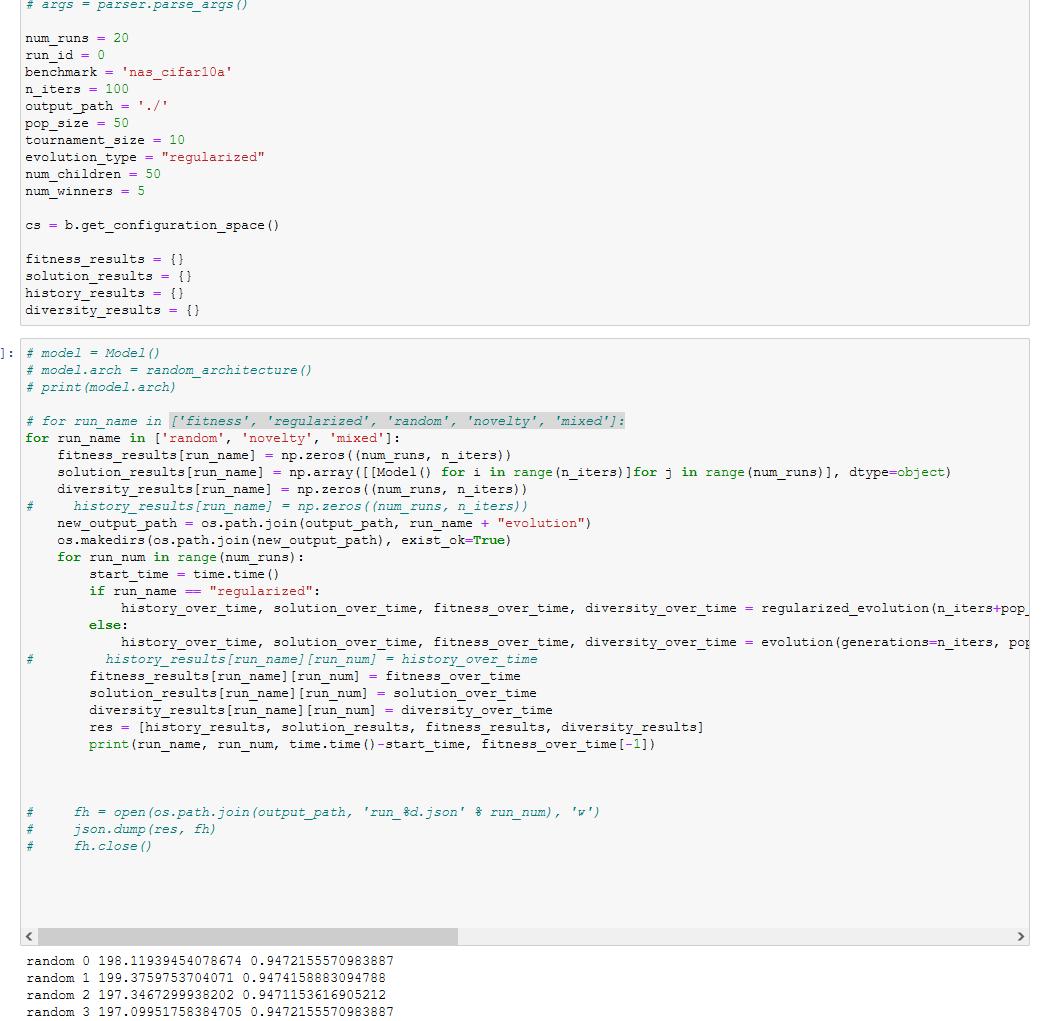 # args = parser.parse_args()
num_runs = 20
run_id = 0
benchmark = 'nas_cifar10a'
n_iters = 100
output_path = './'
pop_size = 50
tournament_size = 10
evolution_type = "regularized"
num_children = 50
num_winners = 5
cs = b.get_configuration_space()
fitness_results = {}
solution_results = {}
history_results = {}
diversity_results = {}
]: # model = Model()
# model.arch = random_architecture()
# print(model.arch)
# for run_name in ['fitness', 'regularized', 'random', 'novelty', 'mixed']:
for run_name in ['random', 'novelty', 'mixed']:
    fitness_results[run_name] = np.zeros((num_runs, n_iters))
    solution_results[run_name] = np.array([[Model() for i in range(n_iters)]for j in range(num_runs)], dtype=object)
    diversity_results[run_name] = np.zeros((num_runs, n_iters))
#     history_results[run_name] = np.zeros((num_runs, n_iters))
    new_output_path = os.path.join(output_path, run_name + "evolution")
    os.makedirs(os.path.join(new_output_path), exist_ok=True)
    for run_num in range(num_runs):
        start_time = time.time()
        if run_name == "regularized":
            history_over_time, solution_over_time, fitness_over_time, diversity_over_time = regularized_evolution(n_iters+pop_
        else:
            history_over_time, solution_over_time, fitness_over_time, diversity_over_time = evolution(generations=n_iters, pop
#         history_results[run_name][run_num] = history_over_time
        fitness_results[run_name][run_num] = fitness_over_time
        solution_results[run_name][run_num] = solution_over_time
        diversity_results[run_name][run_num] = diversity_over_time
        res = [history_results, solution_results, fitness_results, diversity_results]
        print(run_name, run_num, time.time()-start_time, fitness_over_time[-1])
#     fh = open(os.path.join(output_path, 'run_%d.json' % run_num), 'w')
#     json.dump(res, fh)
#     fh.close()
random 0 198.11939454078674 0.9472155570983887
random 1 199.3759753704071 0.9474158883094788
random 2 197.3467299938202 0.9471153616905212
random 3 197.09951758384705 0.9472155570983887